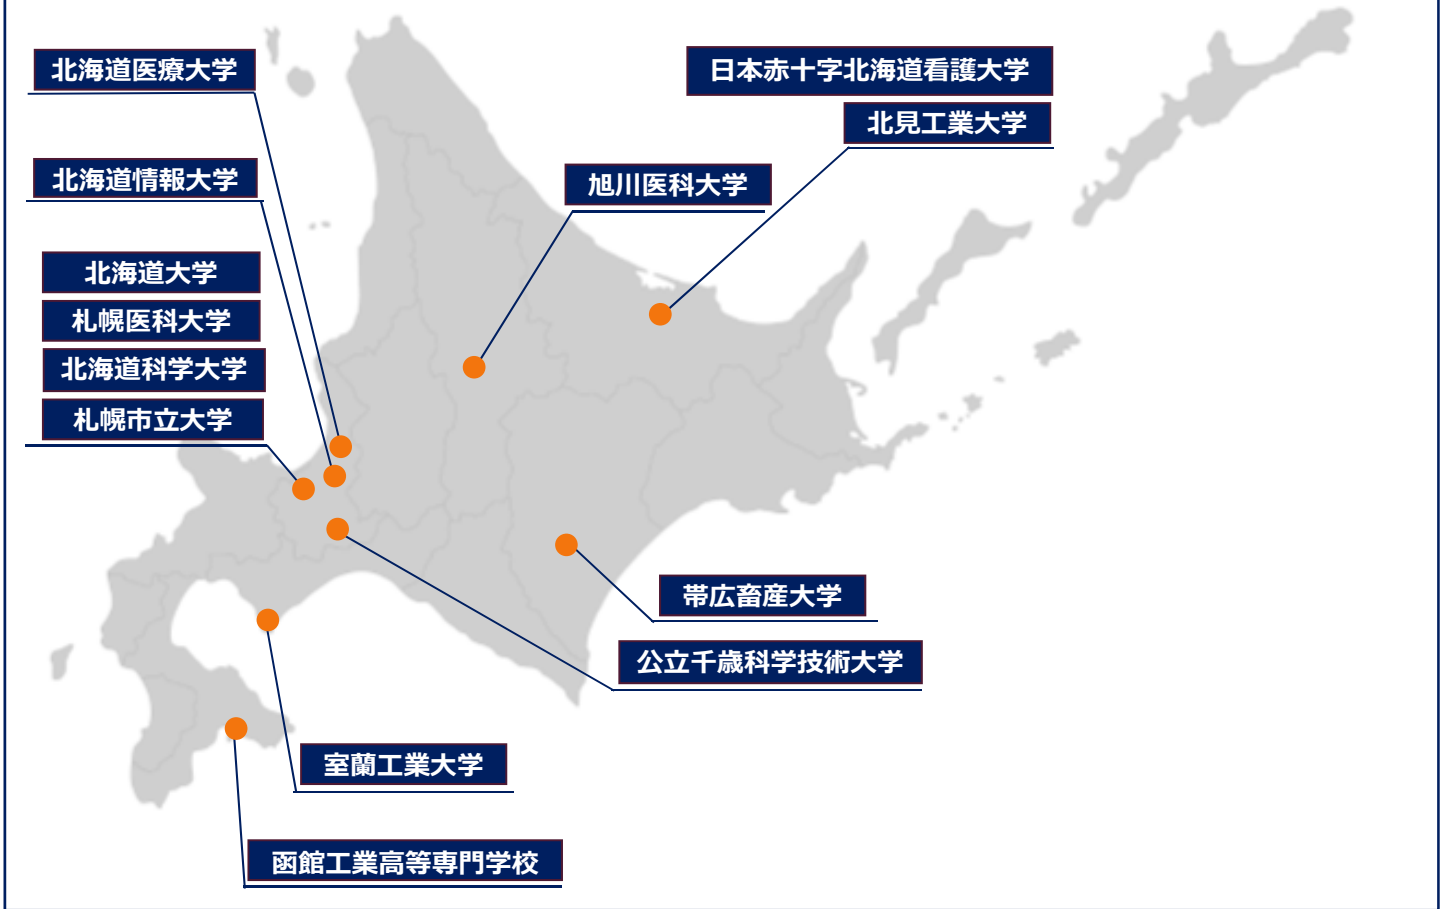 北海道医療大学
日本赤十字北海道看護大学
北見工業大学
北海道情報大学
旭川医科大学
北海道大学
札幌医科大学
北海道科学大学
札幌市立大学
帯広畜産大学
公立千歳科学技術大学
室蘭工業大学
函館工業高等専門学校